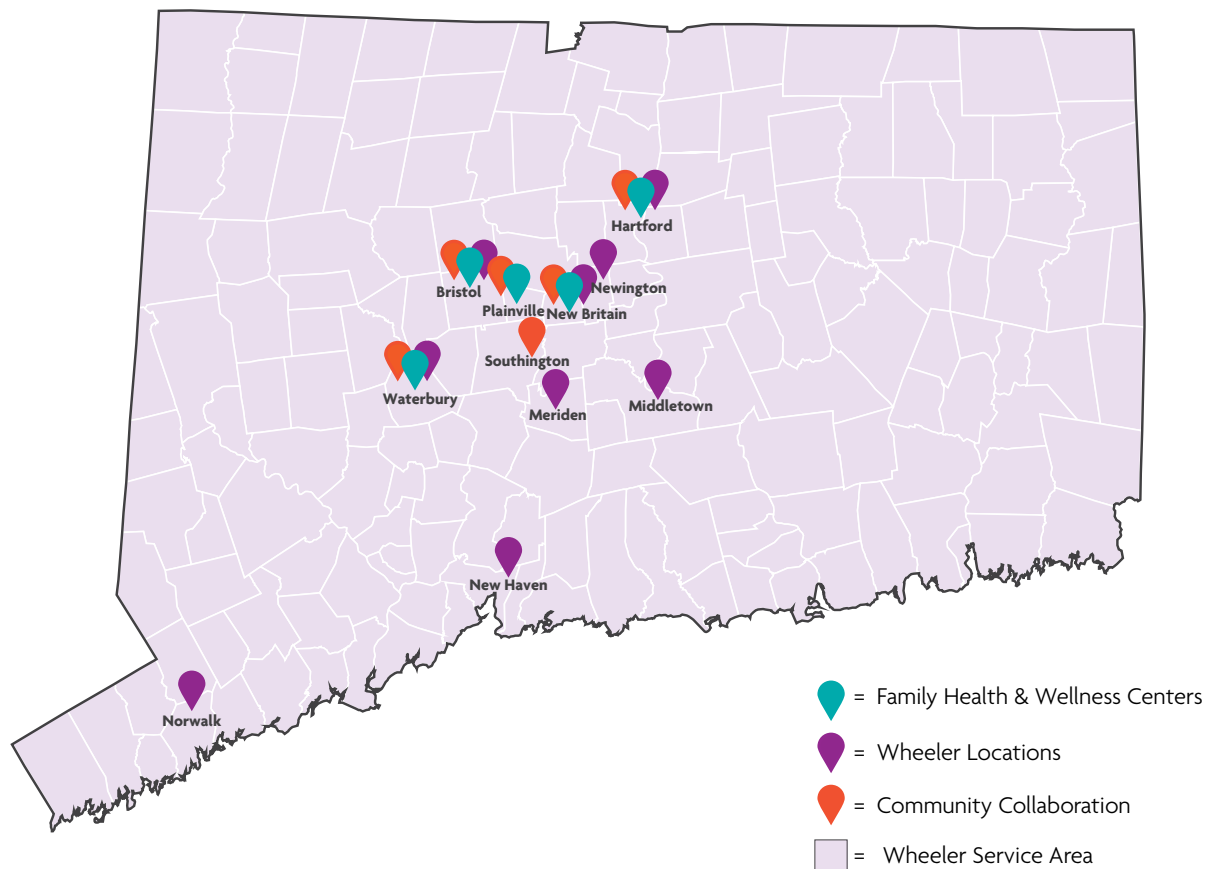 Hartford
Newington
Bristol
Plainville
New Britain
Southington
Waterbury
Meriden
Middletown
New Haven
Norwalk
= Family Health & Wellness Centers
= Wheeler Locations
= Community Collaboration
= Wheeler Service Area